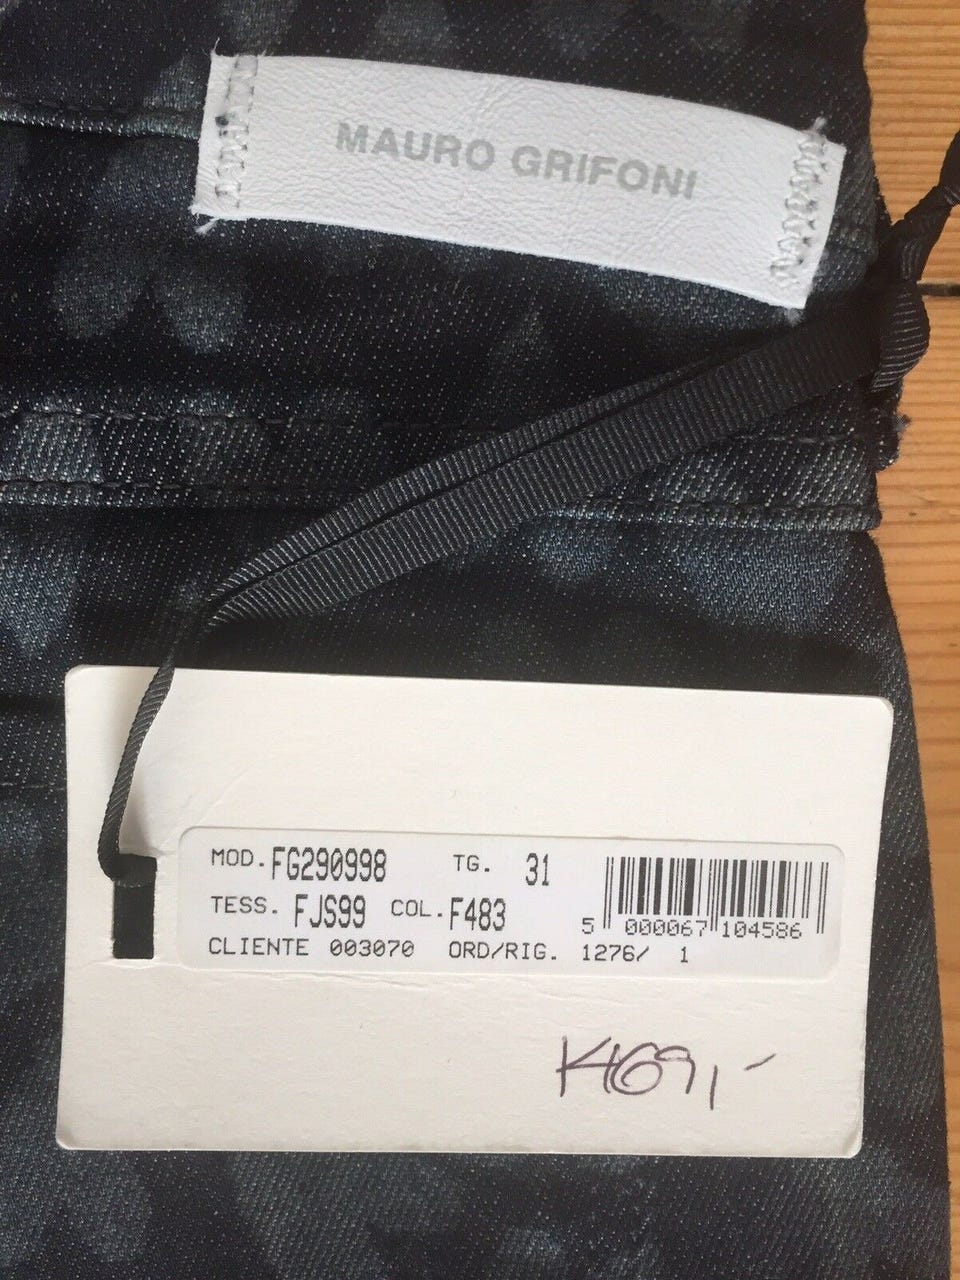 MAURO GRIFONI
MOD. FG290998 TG. 31
TESS. FJS99 COL. F483
5 000067 104586
CLIENTE 003070 ORD/RIG. 1276/ 1